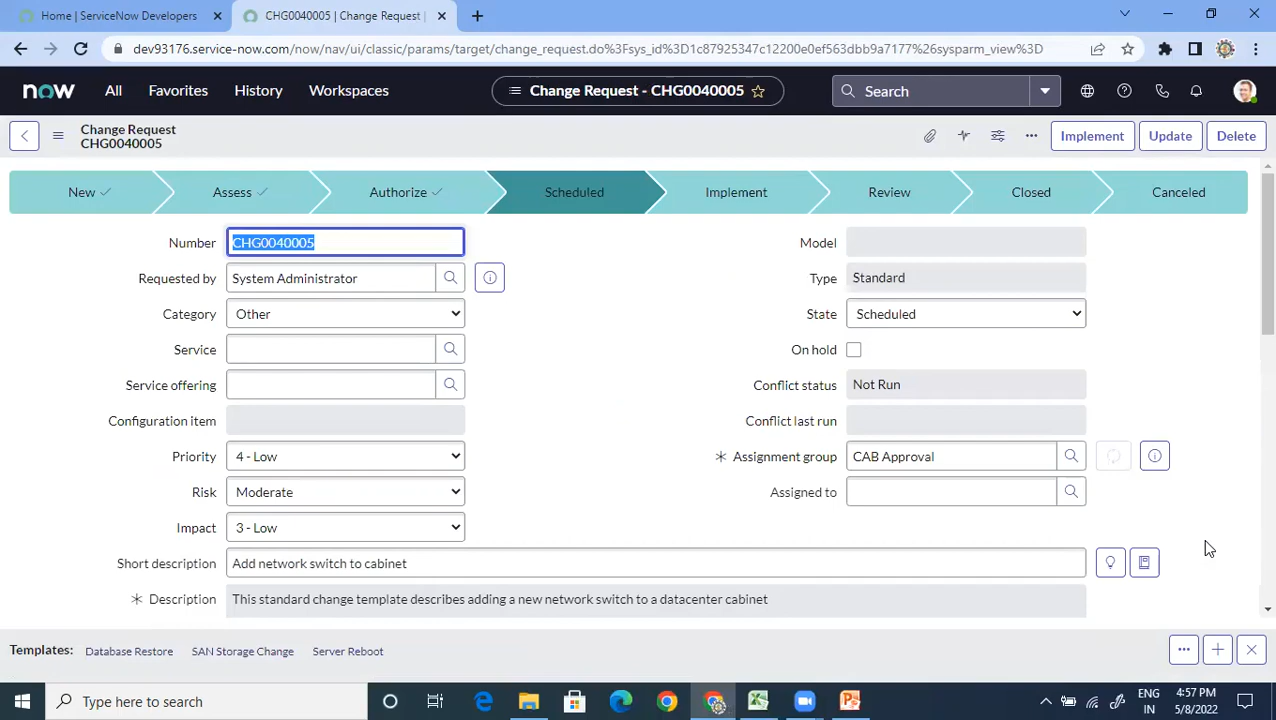 Home | ServiceNow Developers
CHG0040005 | Change Request |
dev93176.service-now.com/now/nav/ui/classic/params/target/change_request.do%3Fsys_id%3D1c87925347c12200e0ef563dbb9a7177%26sysparm_view%3D
now All Favorites History Workspaces Change Request - CHG0040005 Search
Change Request
CHG0040005
Implement Update Delete
New Assess Authorize Scheduled Implement Review Closed Canceled
Number CHG0040005 Model
Requested by System Administrator Type Standard
Category Other State Scheduled
Service On hold
Service offering Conflict status Not Run
Configuration item Conflict last run
Priority 4 - Low Assignment group CAB Approval
Risk Moderate Assigned to
Impact 3 - Low
Short description Add network switch to cabinet
Description This standard change template describes adding a new network switch to a datacenter cabinet
Templates: Database Restore SAN Storage Change Server Reboot
Type here to search
ENG
IN
4:57 PM
5/8/2022